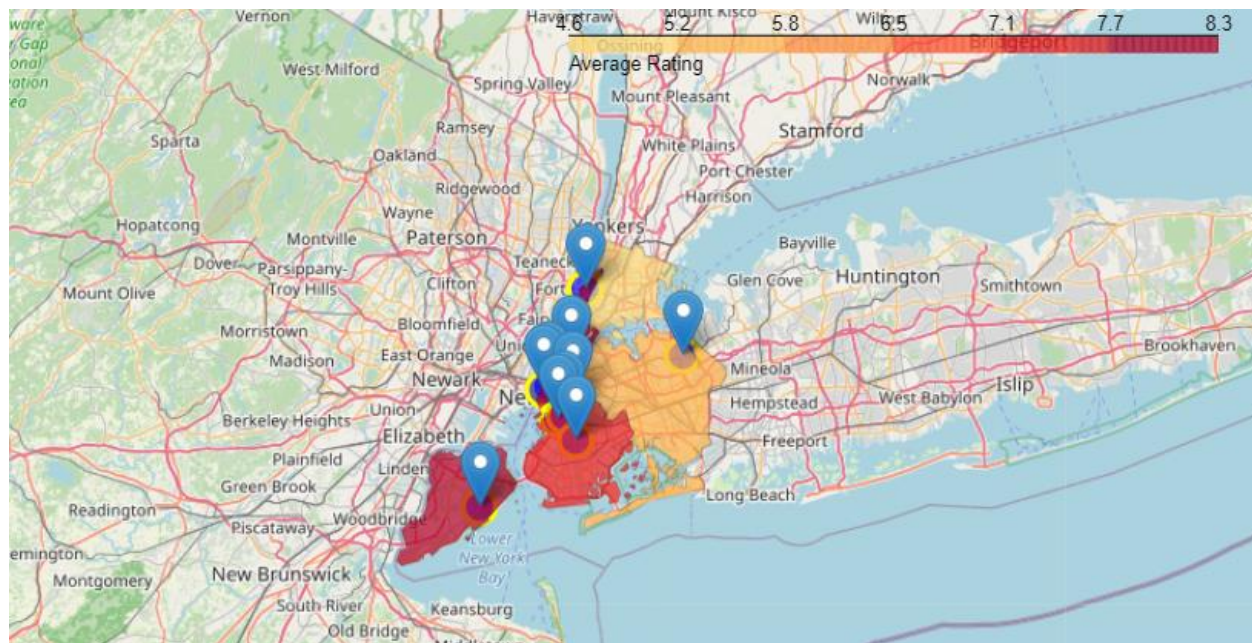 Vernon
Haverstraw
Mount Kisco
4.6 5.2 5.8 6.5 7.1 7.7 8.3
Ossining
Bridgeport
Average Rating
West Milford
Spring Valley
Norwalk
Mount Pleasant
Ramsey
Stamford
Sparta
White Plains
Oakland
Port Chester
Ridgewood
Harrison
Wayne
Hopatcong
Yonkers
Paterson
Montville
Bayville
Teaneck
Dover
Parsippany-
Troy Hills
Glen Cove
Huntington
Clifton
Fort
Smithtown
Mount Olive
Bloomfield
Morristown
Brookhaven
East Orange
Madison
Mineola
Newark
Islip
Hempstead
West Babylon
Union
Berkeley Heights
Elizabeth
Freeport
Plainfield
Linden
Green Brook
Long Beach
Readington
Woodbridge
Piscataway
Lower
New York
Bay
Montgomery
New Brunswick
South River
Keansburg
Old Bridge